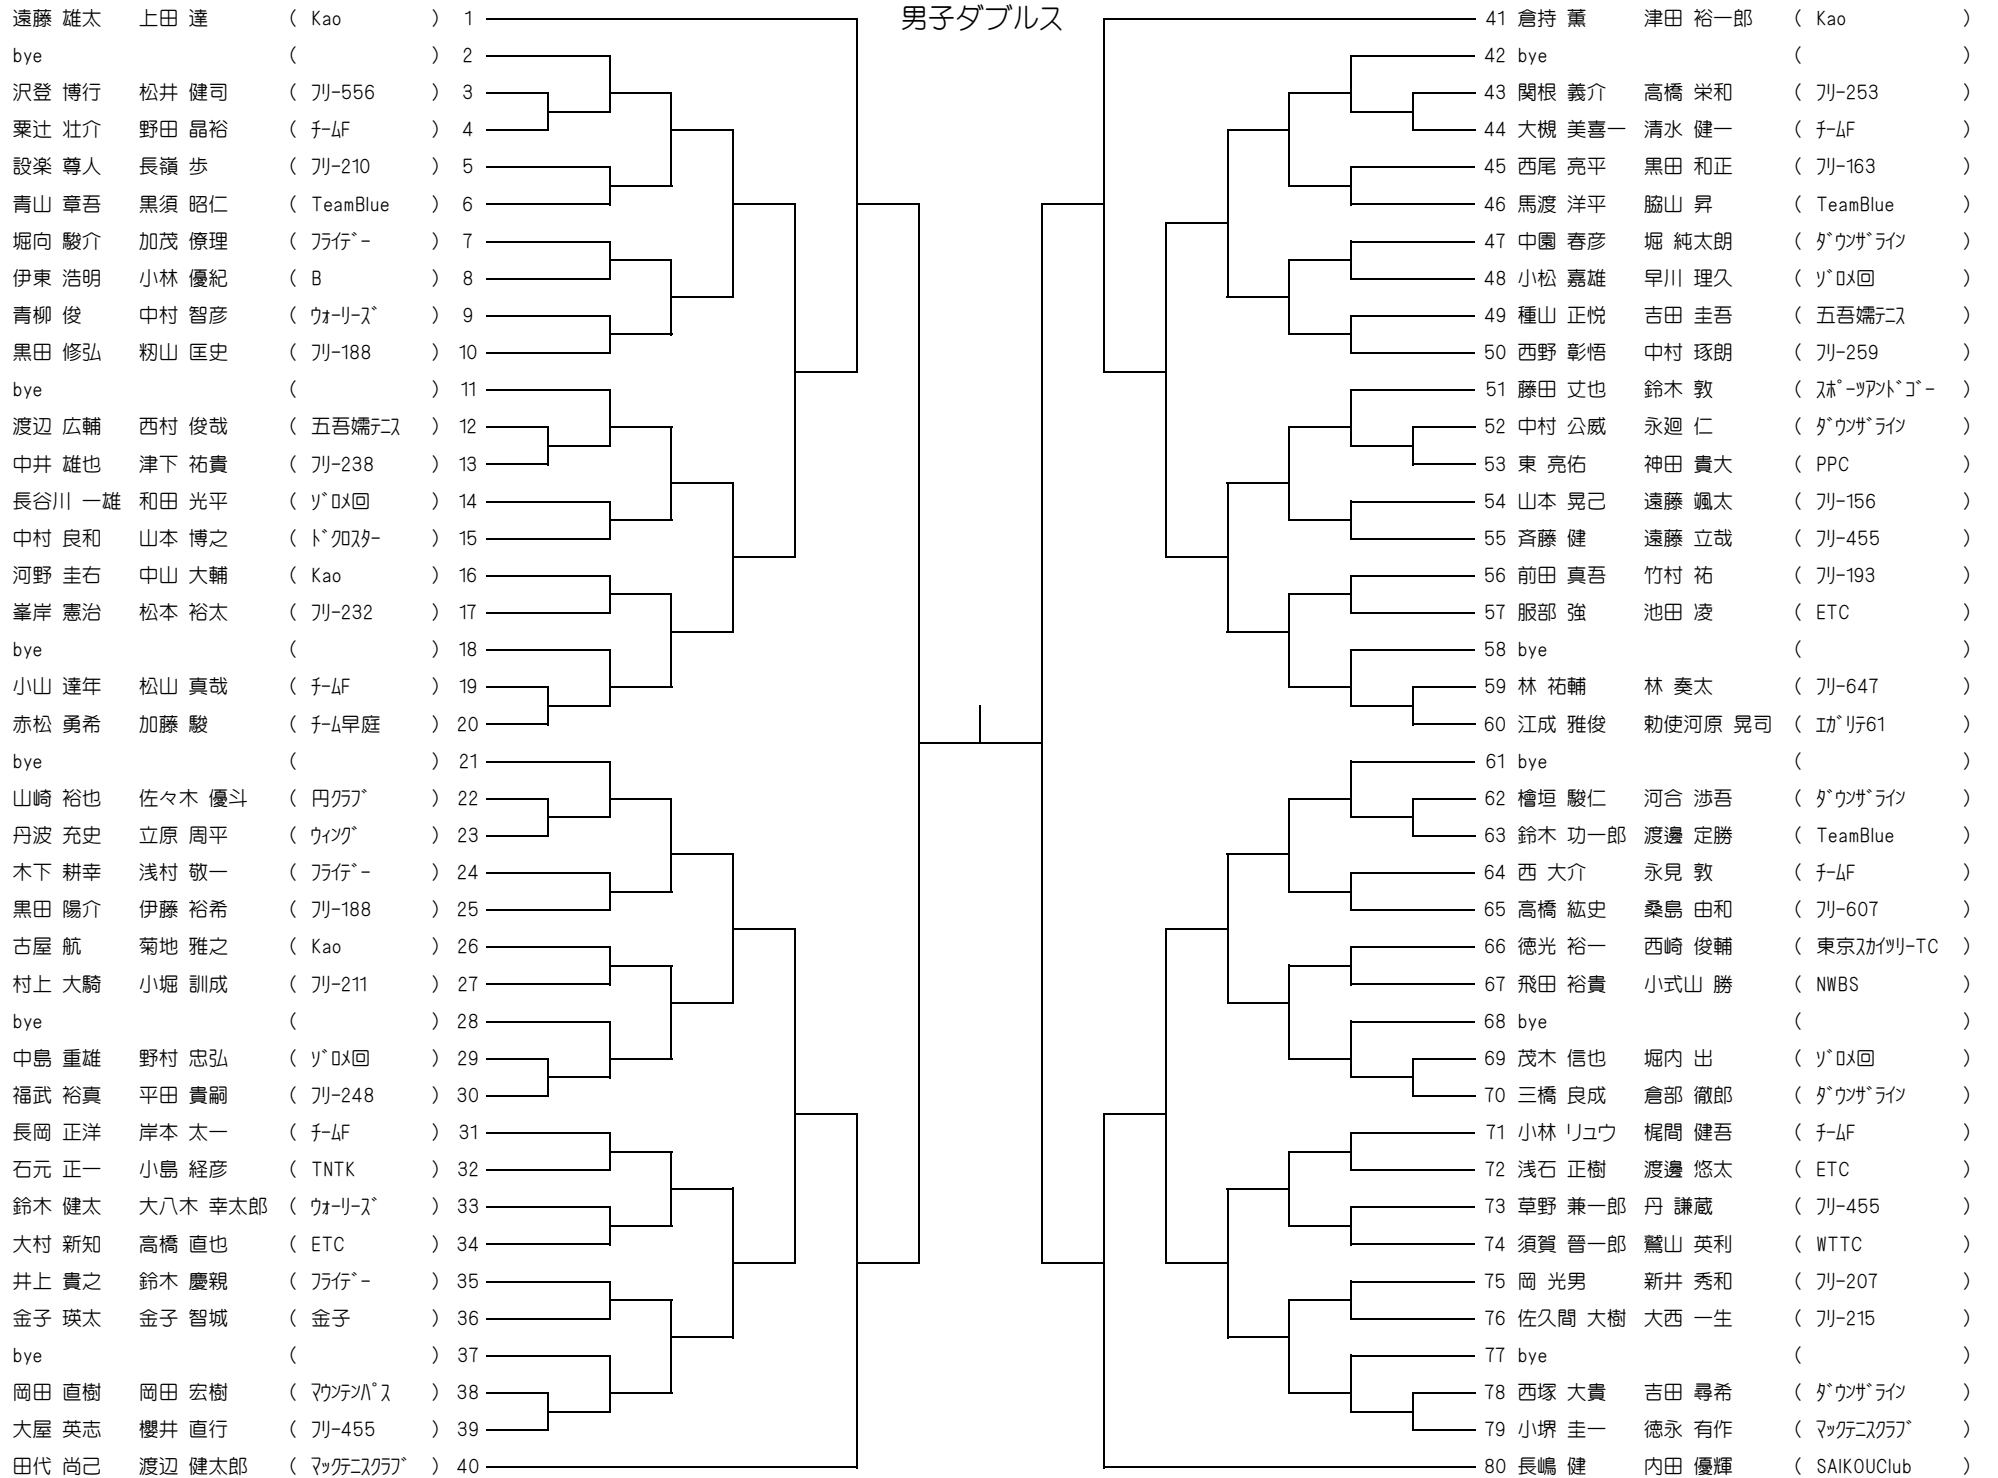 男子ダブルス
遠藤 雄太 上田 達 ( Kao ) 1
bye ( ) 2
沢登 博行 松井 健司 ( ﾌﾘｰ556 ) 3
粟辻 壮介 野田 晶裕 ( ﾁｰﾑF ) 4
設楽 尊人 長嶺 歩 ( ﾌﾘｰ210 ) 5
青山 章吾 黒須 昭仁 ( TeamBlue ) 6
堀向 駿介 加茂 僚理 ( ﾌﾗｲﾃﾞｰ ) 7
伊東 浩明 小林 優紀 ( B ) 8
青柳 俊 中村 智彦 ( ｳｫｰﾘｰｽﾞ ) 9
黒田 修弘 籾山 匡史 ( ﾌﾘｰ188 ) 10
bye ( ) 11
渡辺 広輔 西村 俊哉 ( 五吾嬬ﾃﾆｽ ) 12
中井 雄也 津下 祐貴 ( ﾌﾘｰ238 ) 13
長谷川 一雄 和田 光平 ( ｿﾞﾛﾒ回 ) 14
中村 良和 山本 博之 ( ﾄﾞｸﾛｽﾀｰ ) 15
河野 圭右 中山 大輔 ( Kao ) 16
峯岸 憲治 松本 裕太 ( ﾌﾘｰ232 ) 17
bye ( ) 18
小山 達年 松山 真哉 ( ﾁｰﾑF ) 19
赤松 勇希 加藤 駿 ( ﾁｰﾑ早庭 ) 20
bye ( ) 21
山崎 裕也 佐々木 優斗 ( 円ｸﾗﾌﾞ ) 22
丹波 充史 立原 周平 ( ｳｨﾝｸﾞ ) 23
木下 耕幸 浅村 敬一 ( ﾌﾗｲﾃﾞｰ ) 24
黒田 陽介 伊藤 裕希 ( ﾌﾘｰ188 ) 25
古屋 航 菊地 雅之 ( Kao ) 26
村上 大騎 小堀 訓成 ( ﾌﾘｰ211 ) 27
bye ( ) 28
中島 重雄 野村 忠弘 ( ｿﾞﾛﾒ回 ) 29
福武 裕真 平田 貴嗣 ( ﾌﾘｰ248 ) 30
長岡 正洋 岸本 太一 ( ﾁｰﾑF ) 31
石元 正一 小島 経彦 ( TNTK ) 32
鈴木 健太 大八木 幸太郎 ( ｳｫｰﾘｰｽﾞ ) 33
大村 新知 高橋 直也 ( ETC ) 34
井上 貴之 鈴木 慶親 ( ﾌﾗｲﾃﾞｰ ) 35
金子 瑛太 金子 智城 ( 金子 ) 36
bye ( ) 37
岡田 直樹 岡田 宏樹 ( ﾏｳﾝﾃﾝﾊﾟｽ ) 38
大屋 英志 櫻井 直行 ( ﾌﾘｰ455 ) 39
田代 尚己 渡辺 健太郎 ( ﾏｯｸﾃﾆｽｸﾗﾌﾞ ) 40
41 倉持 薫 津田 裕一郎 ( Kao )
42 bye ( )
43 関根 義介 高橋 栄和 ( ﾌﾘｰ253 )
44 大槻 美喜一 清水 健一 ( ﾁｰﾑF )
45 西尾 亮平 黒田 和正 ( ﾌﾘｰ163 )
46 馬渡 洋平 脇山 昇 ( TeamBlue )
47 中園 春彦 堀 純太朗 ( ﾀﾞｳﾝｻﾞﾗｲﾝ )
48 小松 嘉雄 早川 理久 ( ｿﾞﾛﾒ回 )
49 種山 正悦 吉田 圭吾 ( 五吾嬬ﾃﾆｽ )
50 西野 彰悟 中村 琢朗 ( ﾌﾘｰ259 )
51 藤田 丈也 鈴木 敦 ( ｽﾎﾟｰﾂｱﾝﾄﾞｺﾞｰ )
52 中村 公威 永廻 仁 ( ﾀﾞｳﾝｻﾞﾗｲﾝ )
53 東 亮佑 神田 貴大 ( PPC )
54 山本 晃己 遠藤 颯太 ( ﾌﾘｰ156 )
55 斉藤 健 遠藤 立哉 ( ﾌﾘｰ455 )
56 前田 真吾 竹村 祐 ( ﾌﾘｰ193 )
57 服部 強 池田 凌 ( ETC )
58 bye ( )
59 林 祐輔 林 奏太 ( ﾌﾘｰ647 )
60 江成 雅俊 勅使河原 晃司 ( ｴｶﾞﾘﾃ61 )
61 bye ( )
62 檜垣 駿仁 河合 渉吾 ( ﾀﾞｳﾝｻﾞﾗｲﾝ )
63 鈴木 功一郎 渡邊 定勝 ( TeamBlue )
64 西 大介 永見 敦 ( ﾁｰﾑF )
65 高橋 紘史 桑島 由和 ( ﾌﾘｰ607 )
66 徳光 裕一 西崎 俊輔 ( 東京ｽｶｲﾂﾘｰTC )
67 飛田 裕貴 小式山 勝 ( NWBS )
68 bye ( )
69 茂木 信也 堀内 出 ( ｿﾞﾛﾒ回 )
70 三橋 良成 倉部 徹郎 ( ﾀﾞｳﾝｻﾞﾗｲﾝ )
71 小林 リュウ 梶間 健吾 ( ﾁｰﾑF )
72 浅石 正樹 渡邊 悠太 ( ETC )
73 草野 兼一郎 丹 謙蔵 ( ﾌﾘｰ455 )
74 須賀 晉一郎 鷲山 英利 ( WTTC )
75 岡 光男 新井 秀和 ( ﾌﾘｰ207 )
76 佐久間 大樹 大西 一生 ( ﾌﾘｰ215 )
77 bye ( )
78 西塚 大貴 吉田 尋希 ( ﾀﾞｳﾝｻﾞﾗｲﾝ )
79 小堺 圭一 徳永 有作 ( ﾏｯｸﾃﾆｽｸﾗﾌﾞ )
80 長嶋 健 内田 優輝 ( SAIKOUClub )